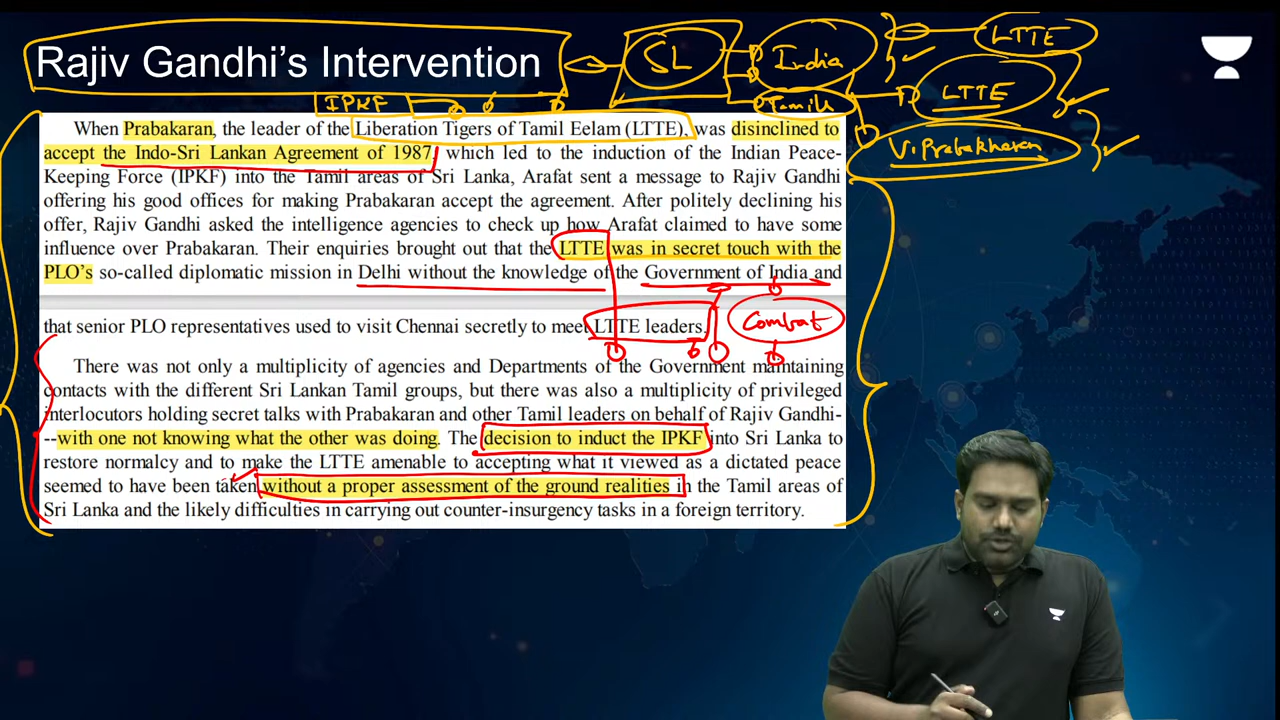 Rajiv Gandhi's Intervention
SL
India
LTTE
IPKF
Tamils
LTTE
V. Prabakharan
When Prabakaran, the leader of the Liberation Tigers of Tamil Eelam (LTTE), was disinclined to
accept the Indo-Sri Lankan Agreement of 1987, which led to the induction of the Indian Peace-
Keeping Force (IPKF) into the Tamil areas of Sri Lanka, Arafat sent a message to Rajiv Gandhi
offering his good offices for making Prabakaran accept the agreement. After politely declining his
offer, Rajiv Gandhi asked the intelligence agencies to check up how Arafat claimed to have some
influence over Prabakaran. Their enquiries brought out that the LTTE was in secret touch with the
PLO's so-called diplomatic mission in Delhi without the knowledge of the Government of India and
that senior PLO representatives used to visit Chennai secretly to meet LTTE leaders.
Combat
There was not only a multiplicity of agencies and Departments of the Government maintaining
contacts with the different Sri Lankan Tamil groups, but there was also a multiplicity of privileged
interlocutors holding secret talks with Prabakaran and other Tamil leaders on behalf of Rajiv Gandhi-
--with one not knowing what the other was doing. The decision to induct the IPKF into Sri Lanka to
restore normalcy and to make the LTTE amenable to accepting what it viewed as a dictated peace
seemed to have been taken without a proper assessment of the ground realities in the Tamil areas of
Sri Lanka and the likely difficulties in carrying out counter-insurgency tasks in a foreign territory.